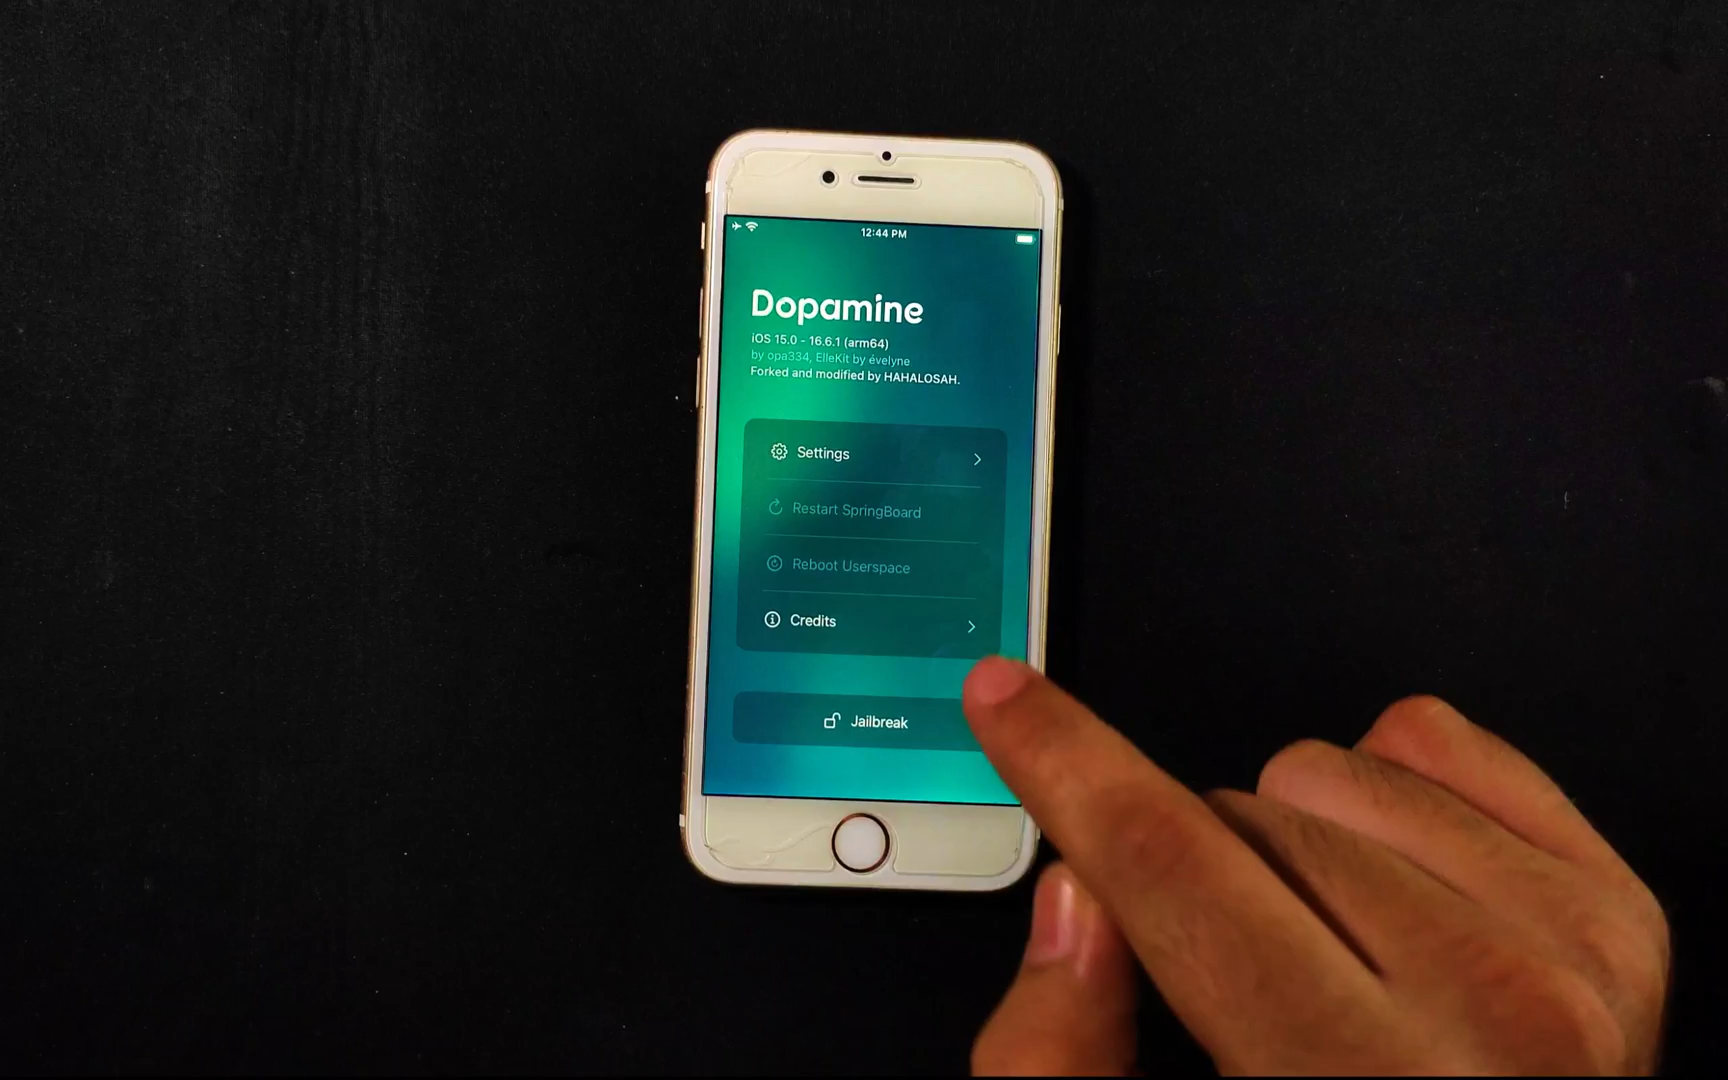 12:44 PM
Dopamine
iOS 15.0 - 16.6.1 (arm64)
by opa334, ElleKit by évelyne
Forked and modified by HAHALOSAH.
Settings
Restart SpringBoard
Reboot Userspace
Credits
Jailbreak